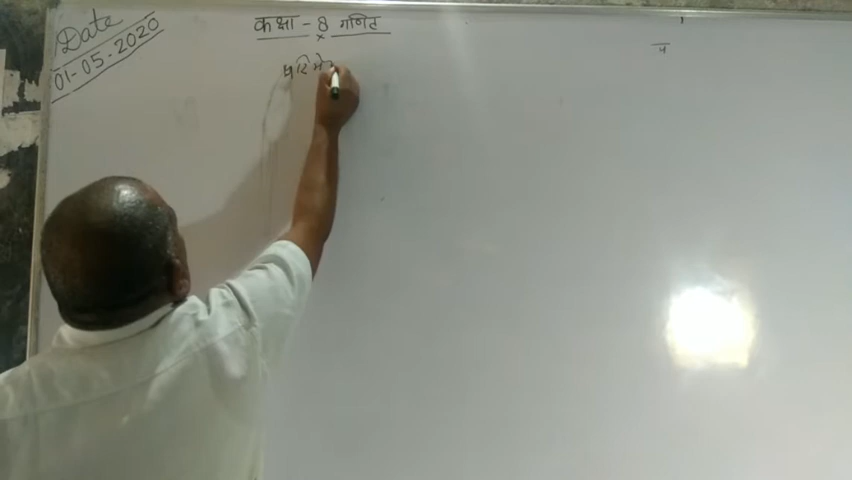 Date
01-05-2020
कक्षा - 8 गणित
×
परिमे